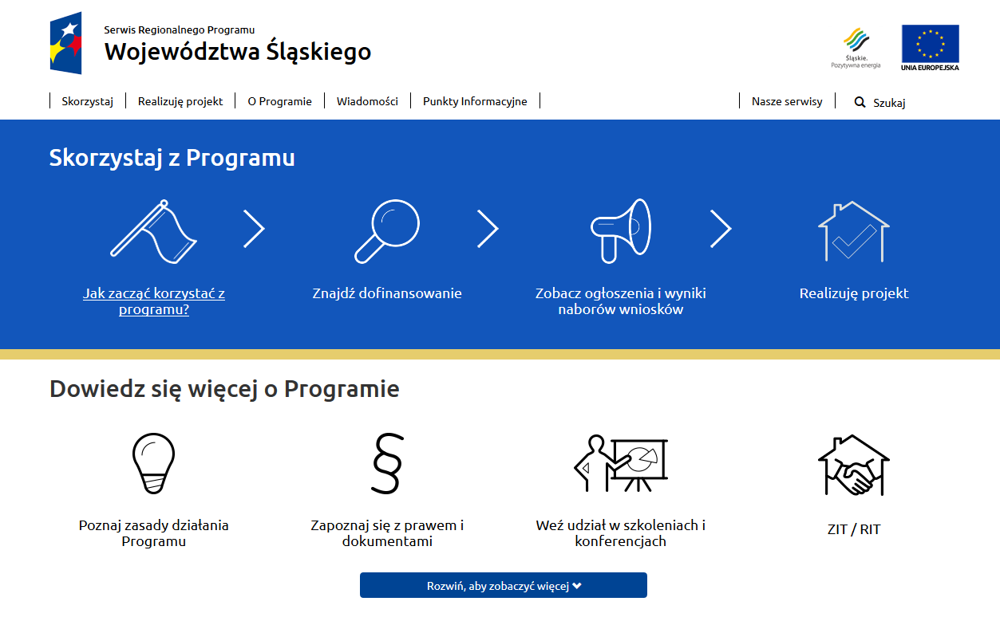 Serwis Regionalnego Programu
Województwa Śląskiego
Śląskie.
Pozytywna energia
UNIA EUROPEJSKA
Skorzystaj
Realizuję projekt
O Programie
Wiadomości
Punkty Informacyjne
Nasze serwisy
Szukaj
Skorzystaj z Programu
Jak zacząć korzystać z
programu?
Znajdź dofinansowanie
Zobacz ogłoszenia i wyniki
naborów wniosków
Realizuję projekt
Dowiedz się więcej o Programie
Poznaj zasady działania
Programu
§
Zapoznaj się z prawem i
dokumentami
Weź udział w szkoleniach i
konferencjach
ZIT / RIT
Rozwiń, aby zobaczyć więcej